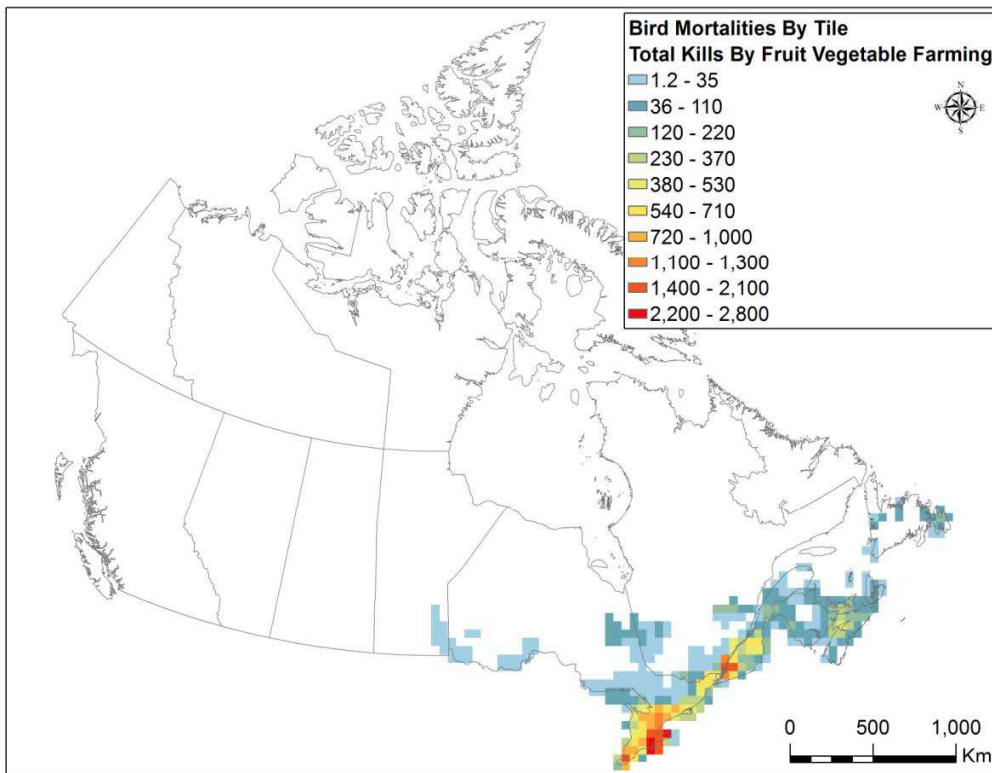 Bird Mortalities By Tile
Total Kills By Fruit Vegetable Farming
1.2 - 35
36 - 110
120 - 220
230 - 370
380 - 530
540 - 710
720 - 1,000
1,100 - 1,300
1,400 - 2,100
2,200 - 2,800
N
W E
S
0 500 1,000
Km